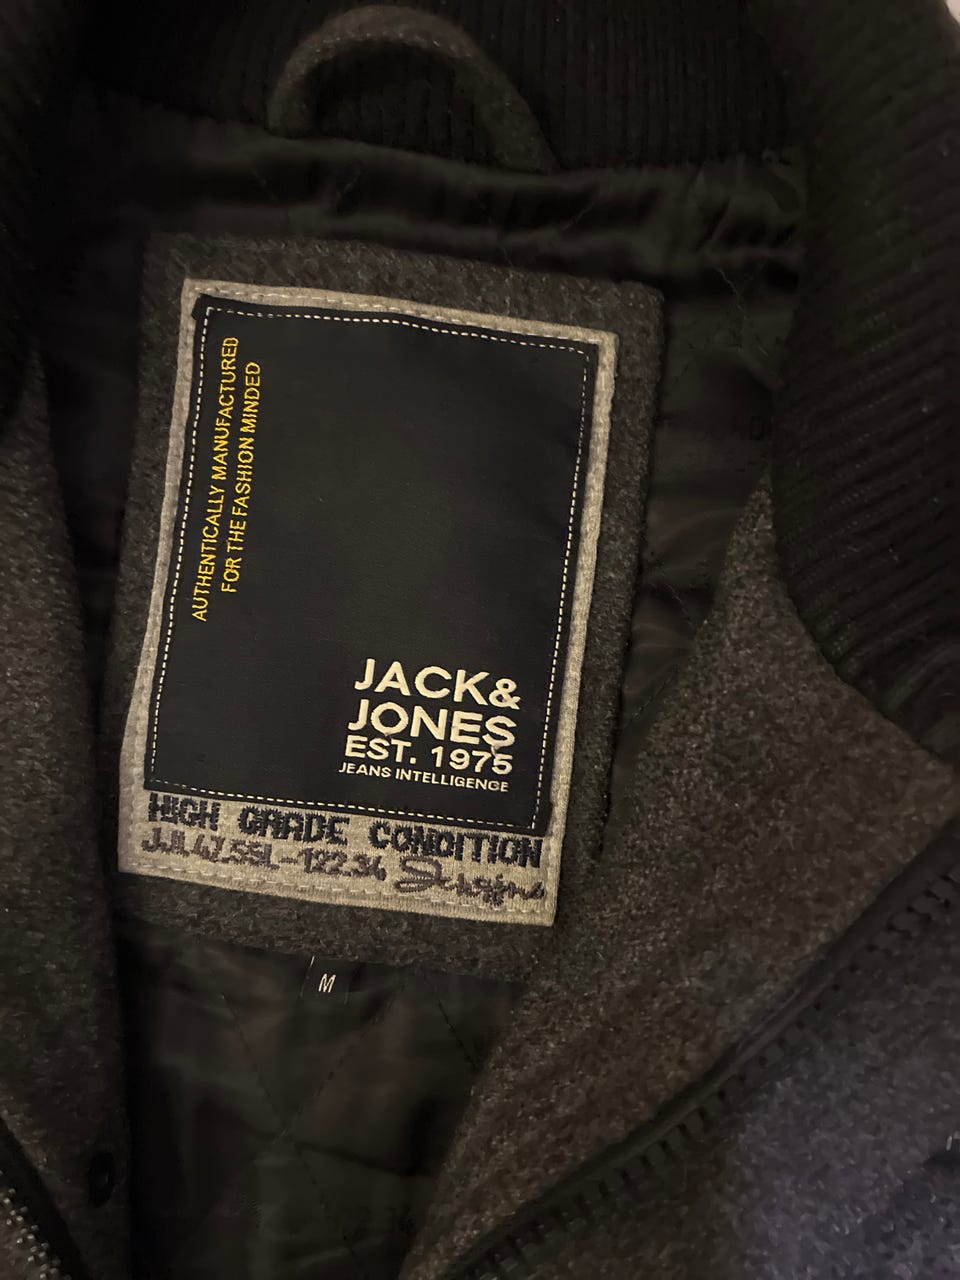 AUTHENTICALLY MANUFACTURED
FOR THE FASHION MINDED
JACK&
JONES
EST. 1975
JEANS INTELLIGENCE
HIGH GRADE CONDITION
M